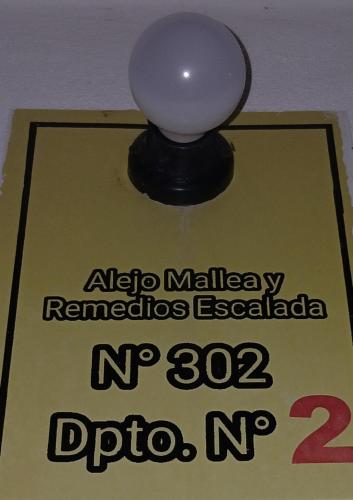 Alejo Mallea y
Remedios Escalada
N° 302
Dpto. N° 2